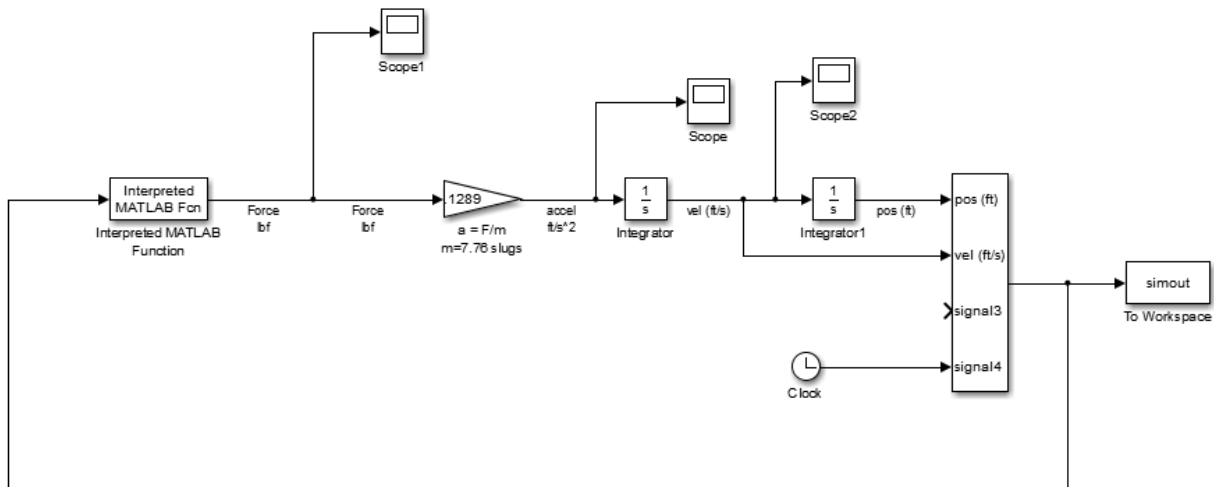 Scope1
Scope
Scope2
Interpreted
MATLAB Fcn
Interpreted MATLAB
Function
Force
lbf
Force
lbf
.1289
a = F/m
m=7.76 slugs
accel
ft/s^2
1
s
Integrator
vel (ft/s)
1
s
Integrator1
pos (ft)
pos (ft)
vel (ft/s)
signal3
signal4
Clock
simout
To Workspace